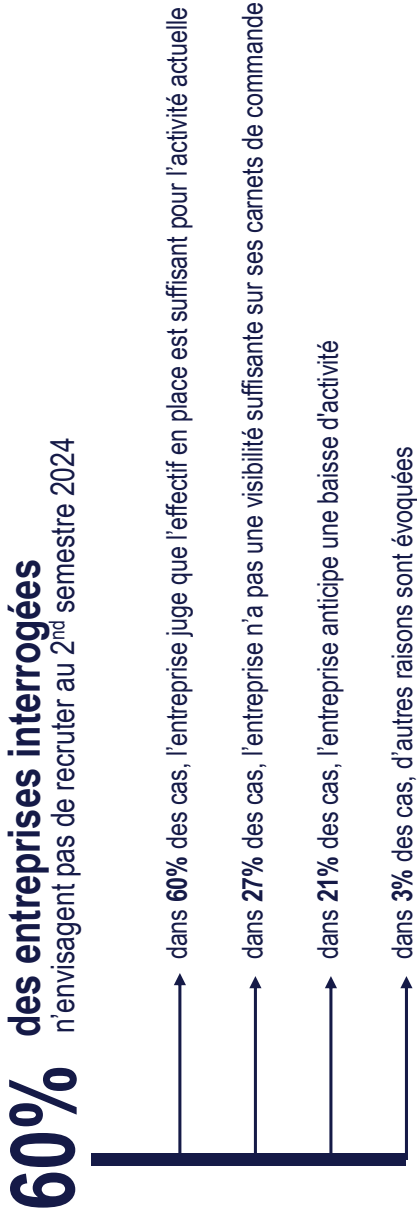 60% des entreprises interrogées
n'envisagent pas de recruter au 2nd semestre 2024
dans 60% des cas, l'entreprise juge que l'effectif en place est suffisant pour l'activité actuelle
dans 27% des cas, l'entreprise n'a pas une visibilité suffisante sur ses carnets de commande
dans 21% des cas, l'entreprise anticipe une baisse d'activité
dans 3% des cas, d'autres raisons sont évoquées